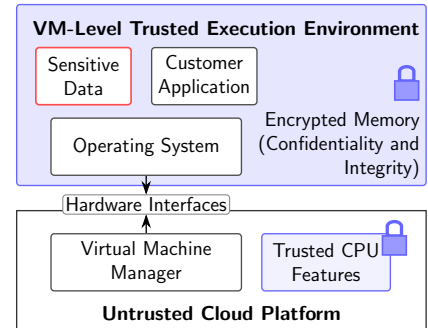 VM-Level Trusted Execution Environment
Sensitive
Data
Customer
Application
Encrypted Memory
(Confidentiality and
Integrity)
Operating System
Hardware Interfaces
Virtual Machine
Manager
Trusted CPU
Features
Untrusted Cloud Platform